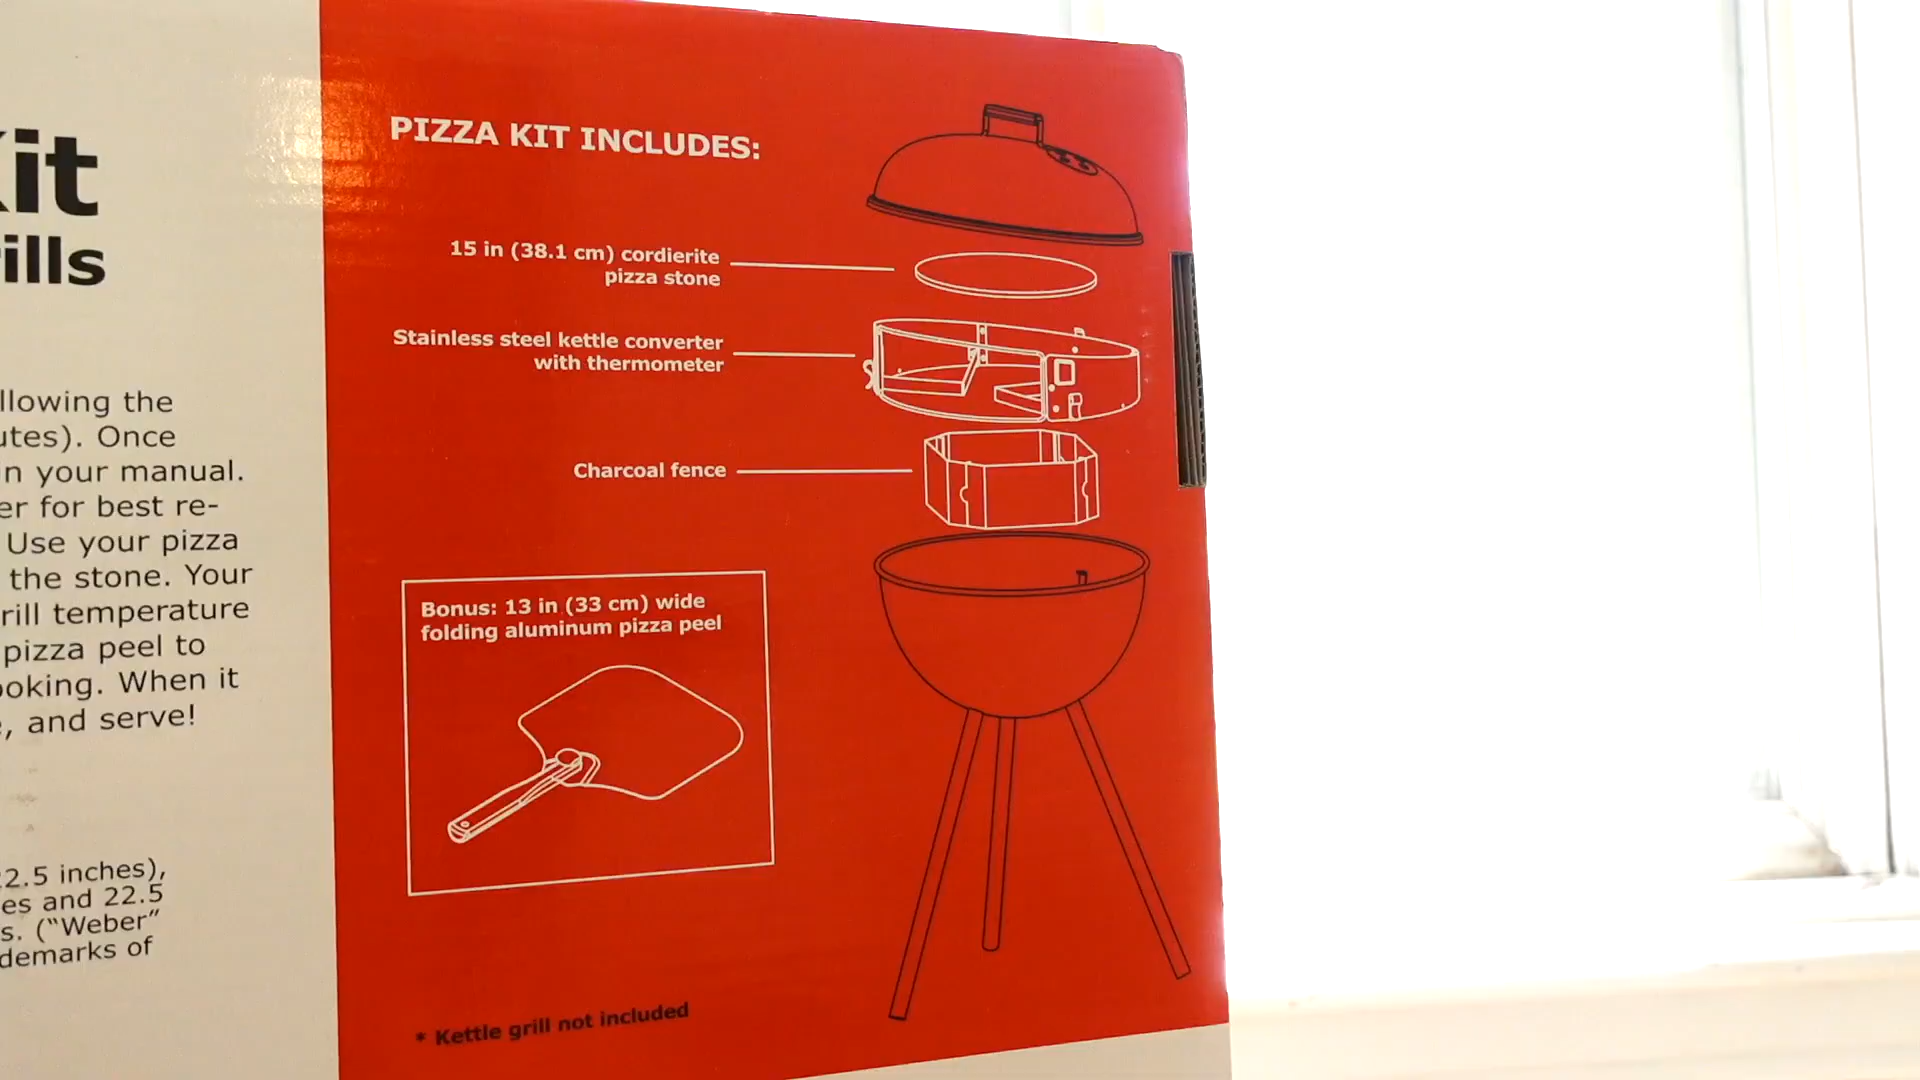 Kit
ills
llowing the
utes). Once
n your manual.
er for best re-
Use your pizza
the stone. Your
rill temperature
pizza peel to
ooking. When it
, and serve!
2.5 inches),
es and 22.5
s. (“Weber”
demarks of
PIZZA KIT INCLUDES:
15 in (38.1 cm) cordierite
pizza stone
Stainless steel kettle converter
with thermometer
Charcoal fence
Bonus: 13 in (33 cm) wide
folding aluminum pizza peel
* Kettle grill not included